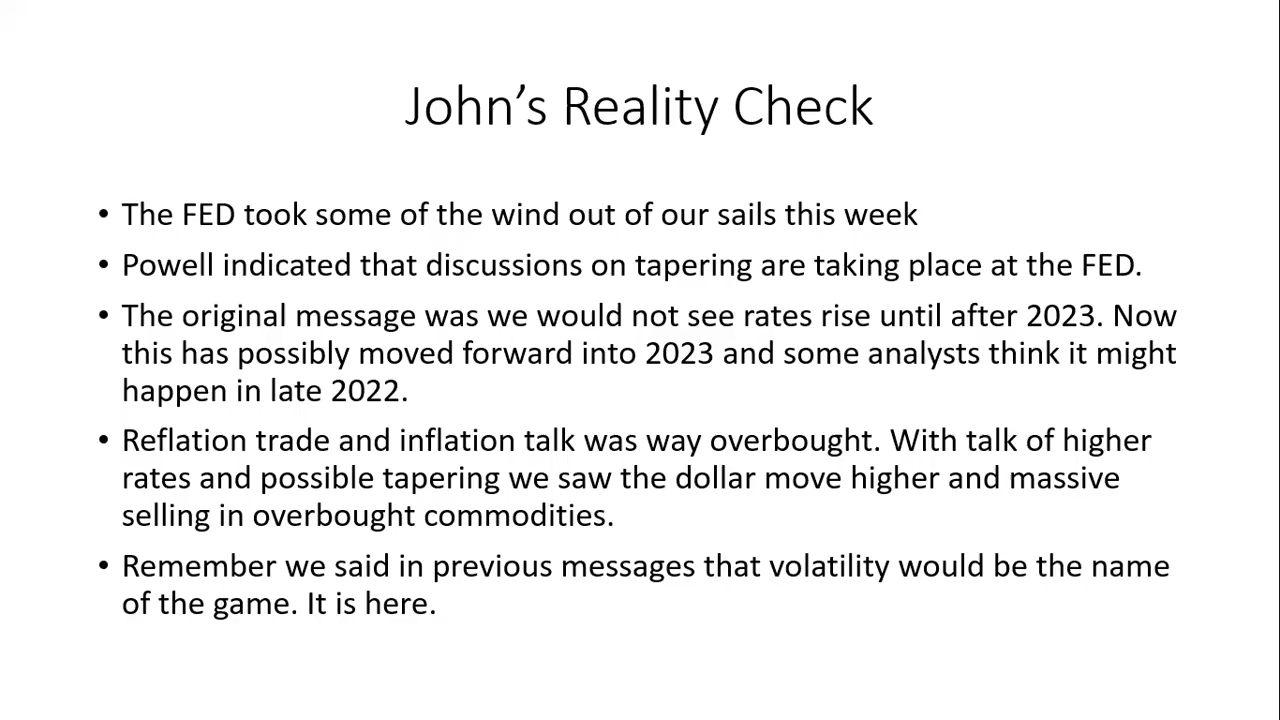 John’s Reality Check
• The FED took some of the wind out of our sails this week
• Powell indicated that discussions on tapering are taking place at the FED.
• The original message was we would not see rates rise until after 2023. Now
this has possibly moved forward into 2023 and some analysts think it might
happen in late 2022.
• Reflation trade and inflation talk was way overbought. With talk of higher
rates and possible tapering we saw the dollar move higher and massive
selling in overbought commodities.
• Remember we said in previous messages that volatility would be the name
of the game. It is here.